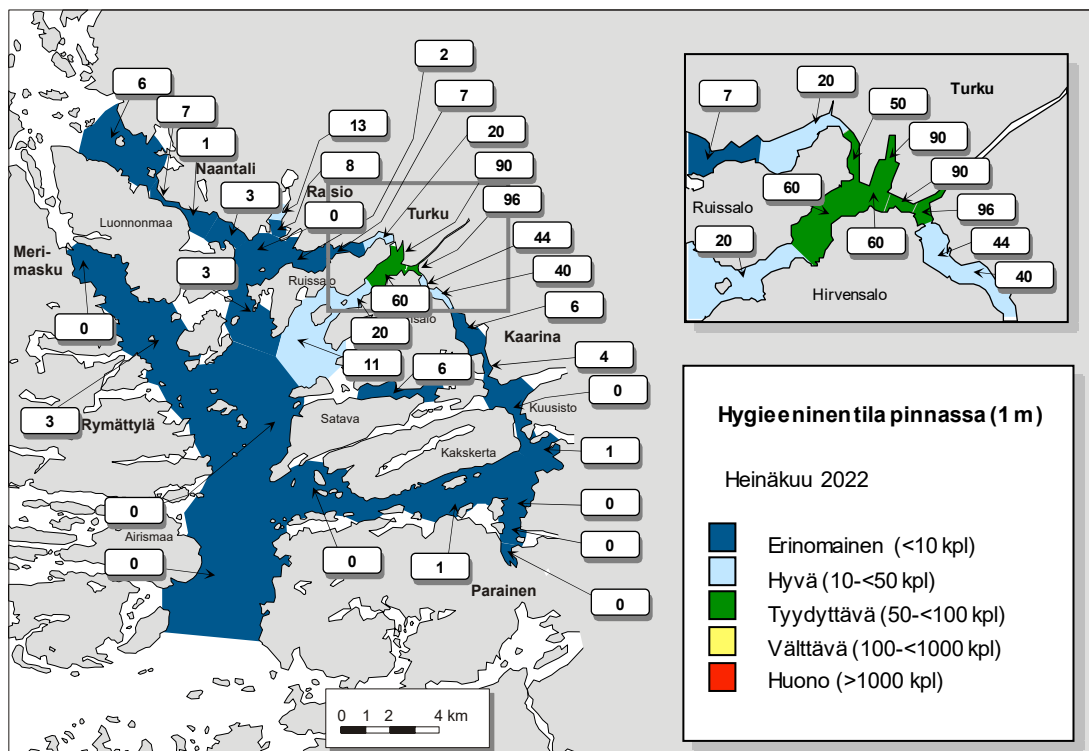 2
6
7
7
1
13
20
Naantali
8
90
3
Raisio
0
Turku
96
Luonnonmaa
44
Meri-
masku
3
Ruissalo
40
60
salo
6
0
20
Kaarina
11
6
4
3
Rymättylä
Satava
0
Kuusisto
Kakskerta
1
0
0
Airismaa
0
0
1
0
Parainen
0
0 1 2 4 km
20
7
50
Turku
90
60
90
Ruissalo
96
20
60
44
40
Hirvensalo
Hygieeninen tila pinnassa (1 m)
Heinäkuu 2022
Erinomainen (<10 kpl)
Hyvä (10-<50 kpl)
Tyydyttävä (50-<100 kpl)
Välttävä (100-<1000 kpl)
Huono (>1000 kpl)